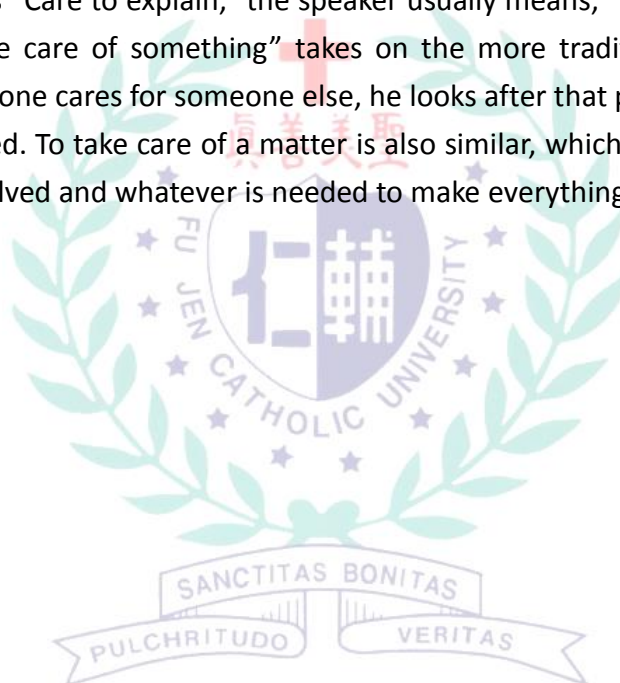 “Care to explain,” the speaker usually means, “
e care of something” takes on the more tradit
one cares for someone else, he looks after that p
ed. To take care of a matter is also similar, which
lved and whatever is needed to make everything
眞善美聖
FU JEN CATHOLIC UNIVERSITY
仁輔
SANCTITAS BONITAS
PULCHRITUDO VERITAS